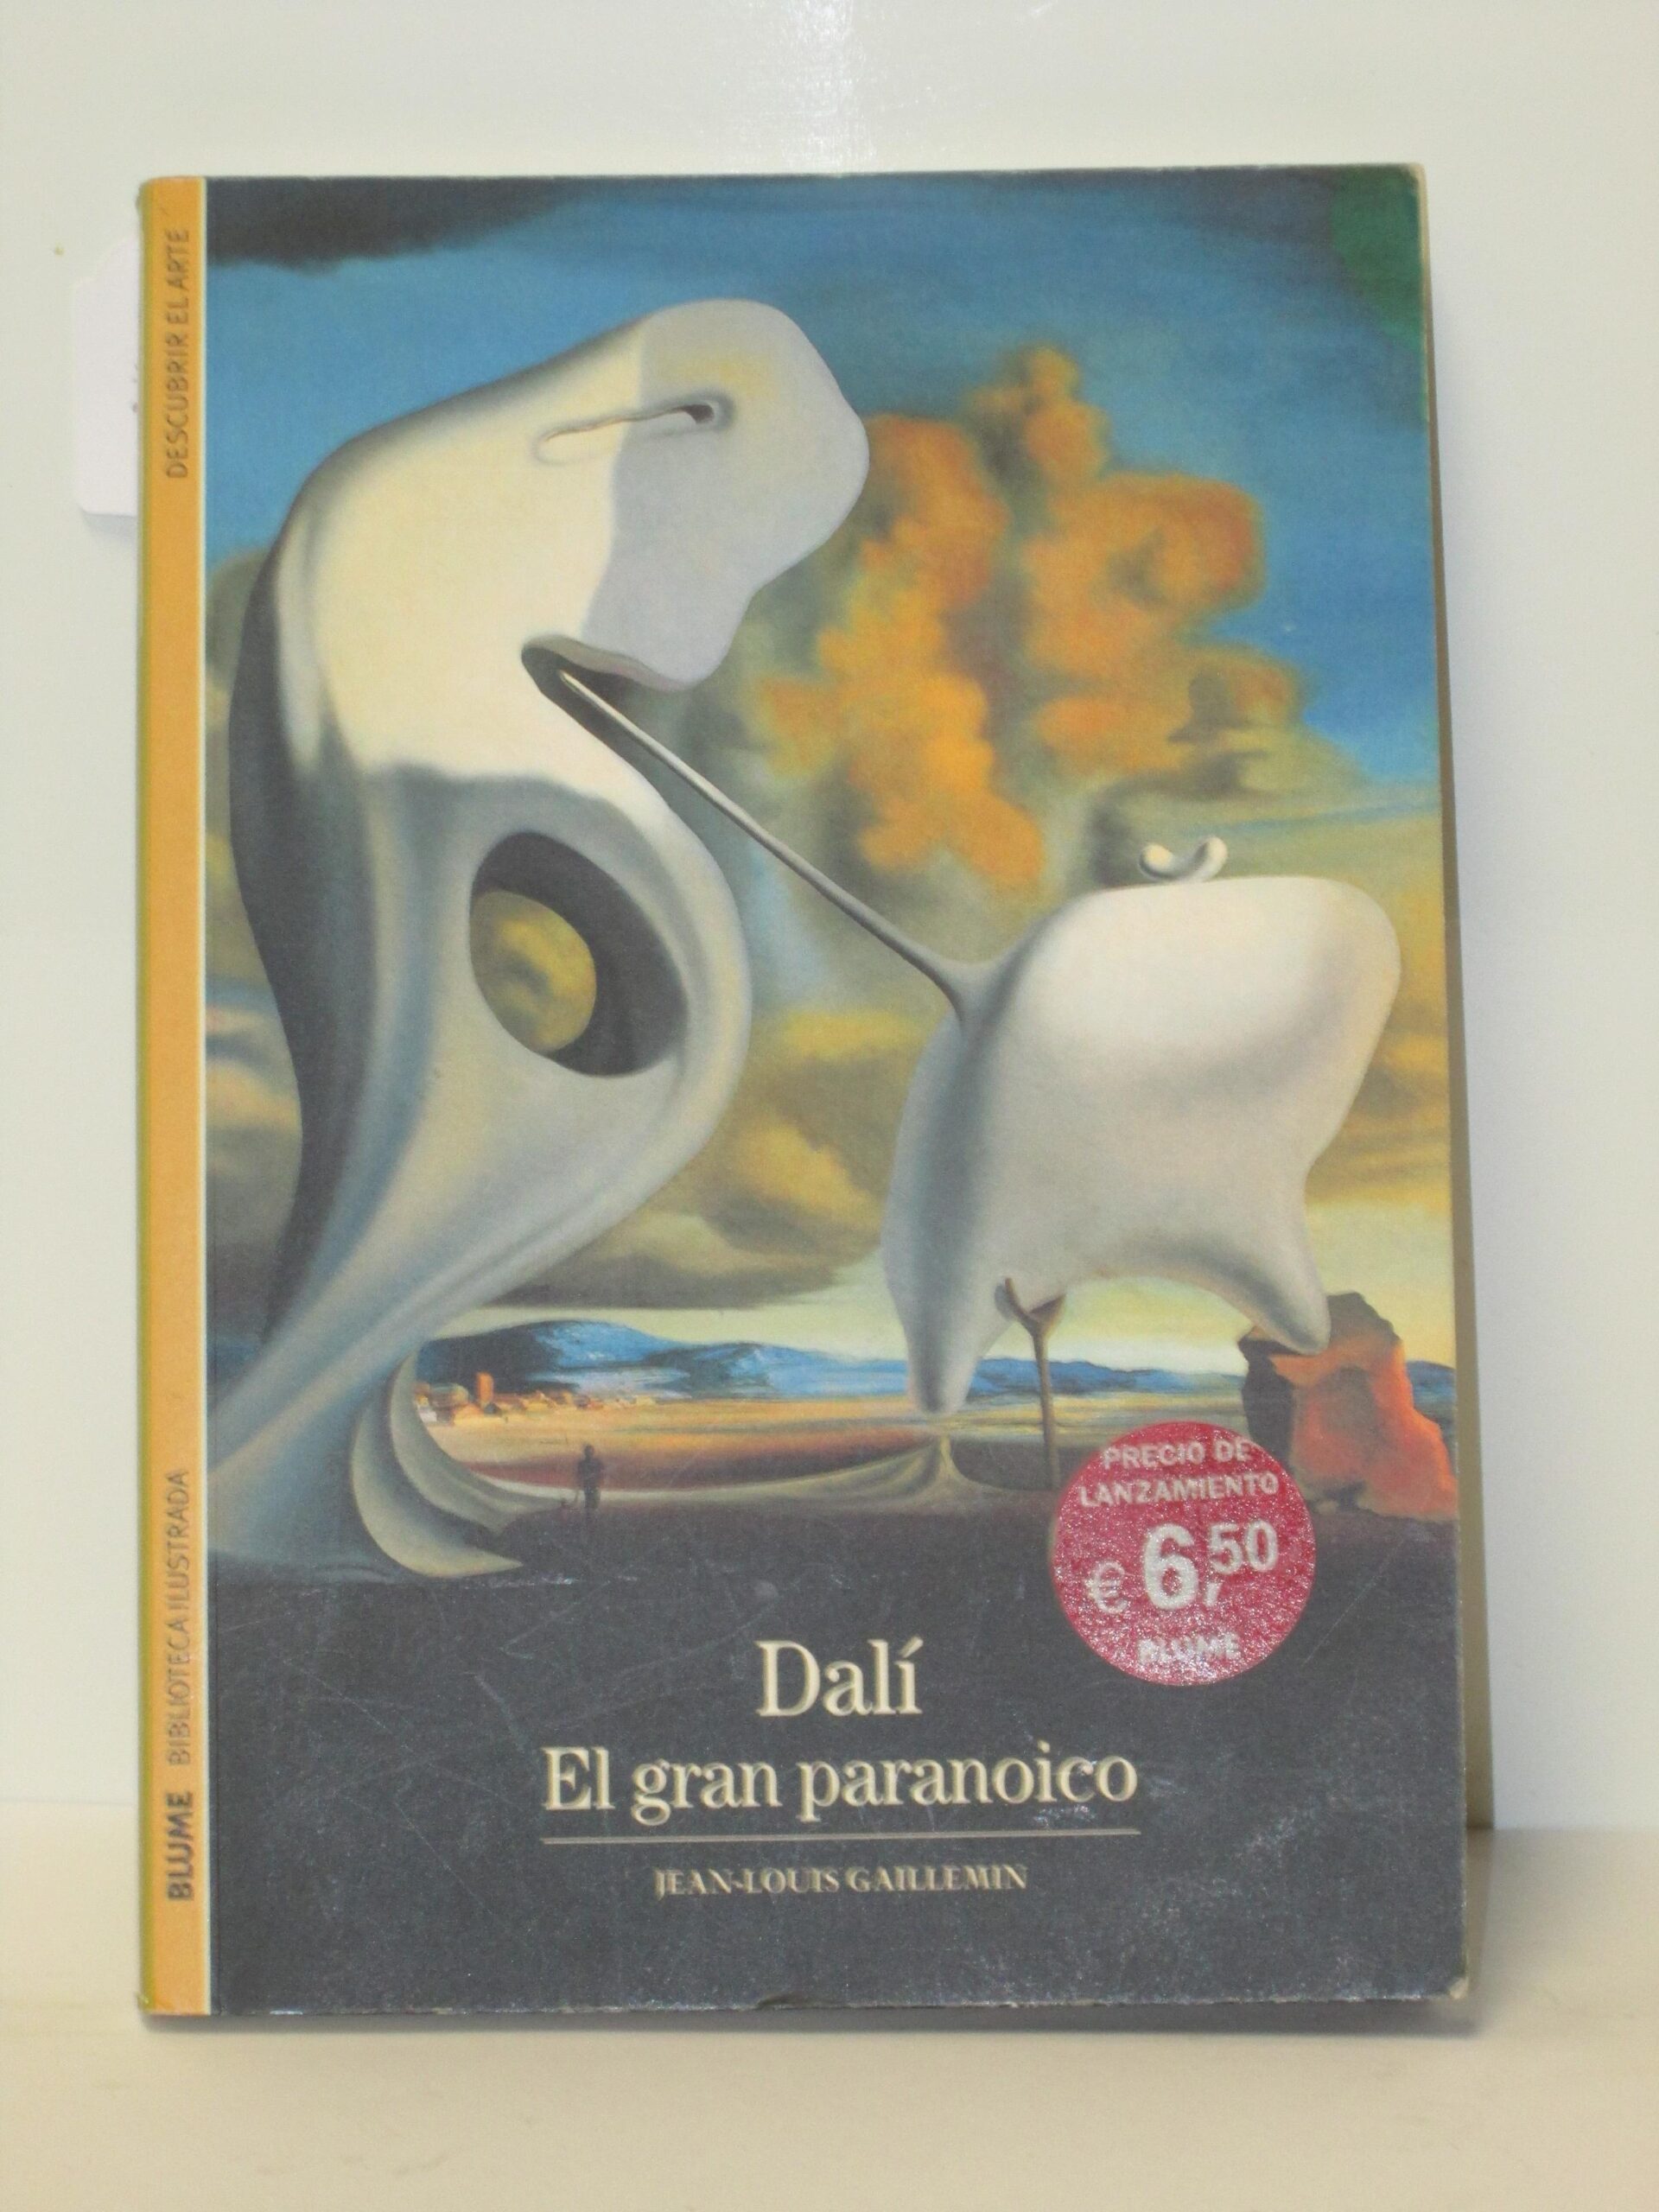 DESCUBRIR EL ARTE
BLUME BIBLIOTECA ILUSTRADA
PRECIO DE
LANZAMIENTO
€ 6,50
BLUME
Dalí
El gran paranoico
JEAN-LOUIS GAILLEMIN